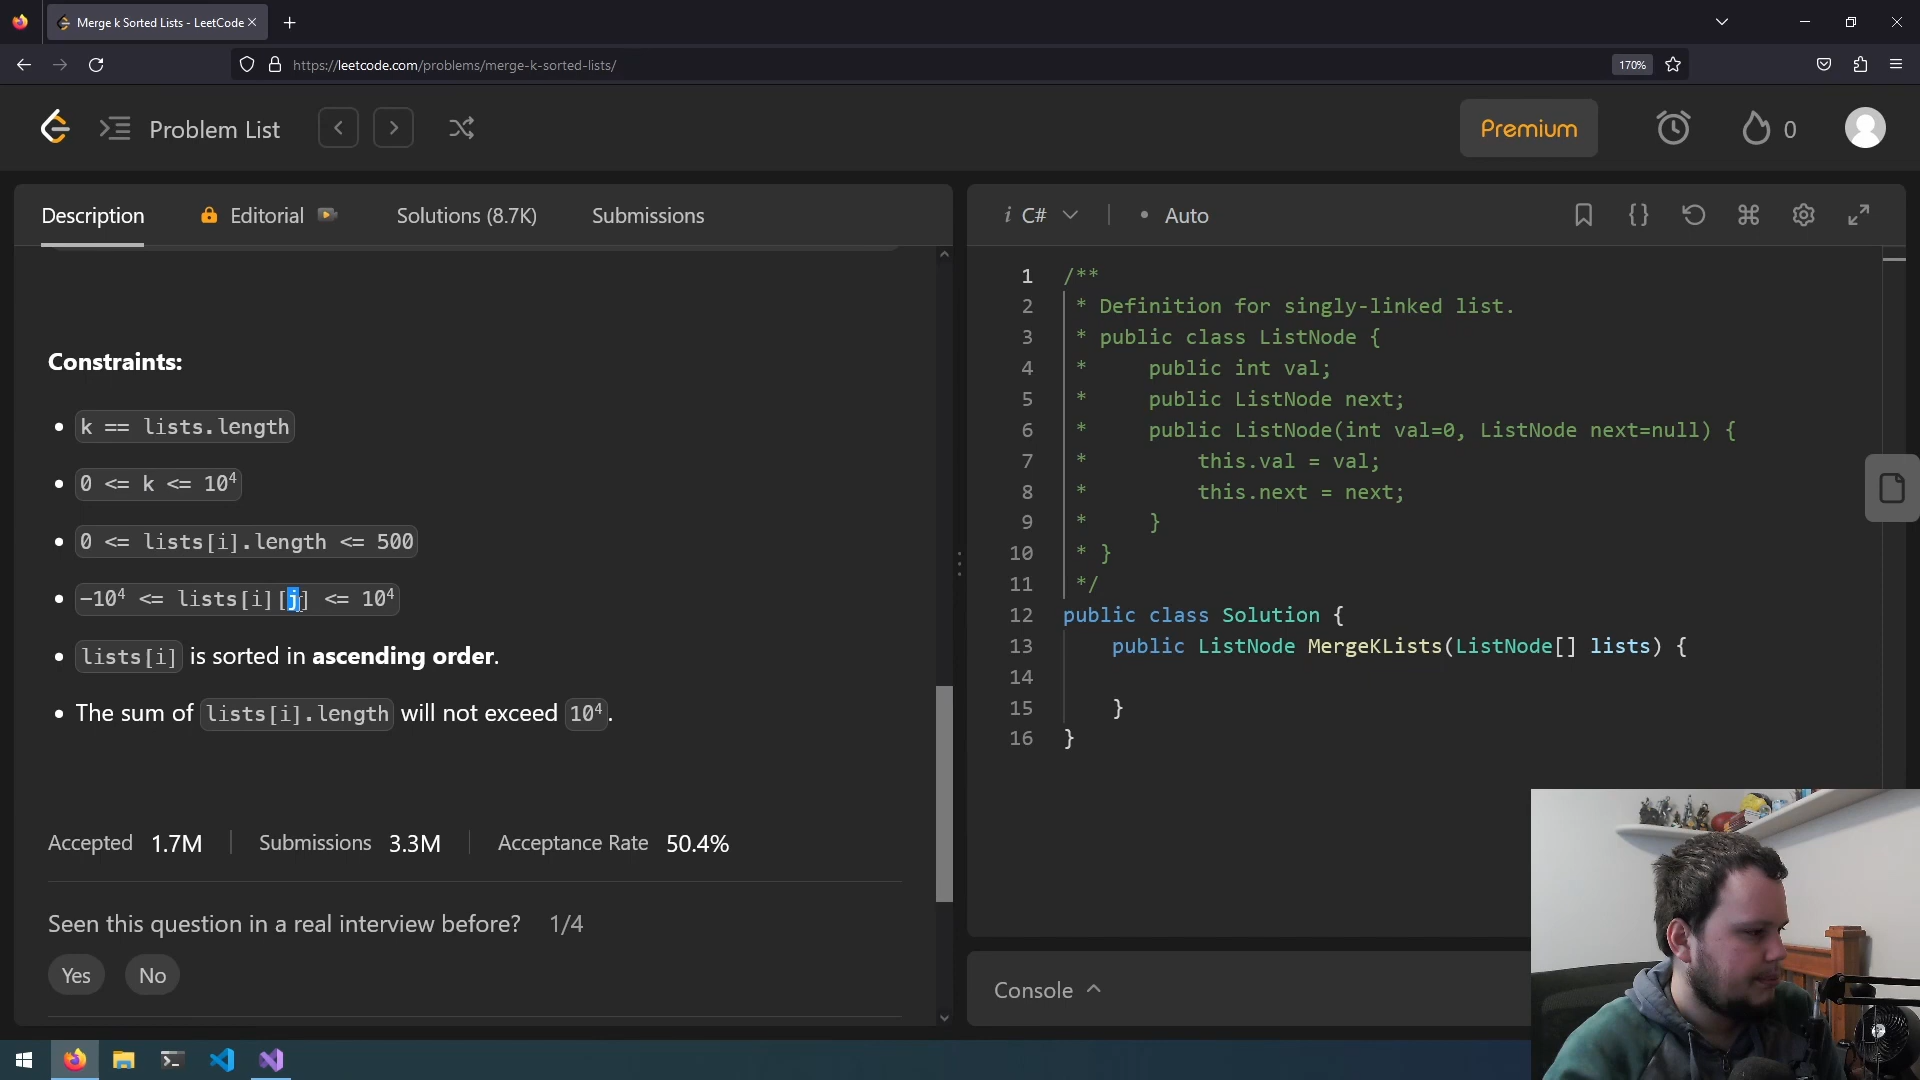 Merge k Sorted Lists - LeetCode
https://leetcode.com/problems/merge-k-sorted-lists/
170%
Problem List
Premium
0
Description
Editorial
Solutions (8.7K)
Submissions
Constraints:
k == lists.length
0 <= k <= 10⁴
0 <= lists[i].length <= 500
-10⁴ <= lists[i][j] <= 10⁴
lists[i] is sorted in ascending order.
The sum of lists[i].length will not exceed 10⁴.
Accepted 1.7M Submissions 3.3M Acceptance Rate 50.4%
Seen this question in a real interview before? 1/4
Yes No
i C# • Auto
1 /**
2 * Definition for singly-linked list.
3 * public class ListNode {
4 *     public int val;
5 *     public ListNode next;
6 *     public ListNode(int val=0, ListNode next=null) {
7 *         this.val = val;
8 *         this.next = next;
9 *     }
10 * }
11 */
12 public class Solution {
13     public ListNode MergeKLists(ListNode[] lists) {
14
15     }
16 }
Console